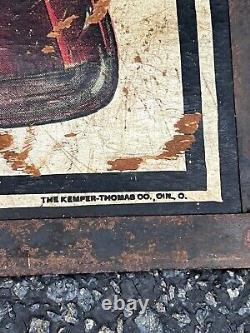 THE KEMPER-THOMAS CO., CIN., O.